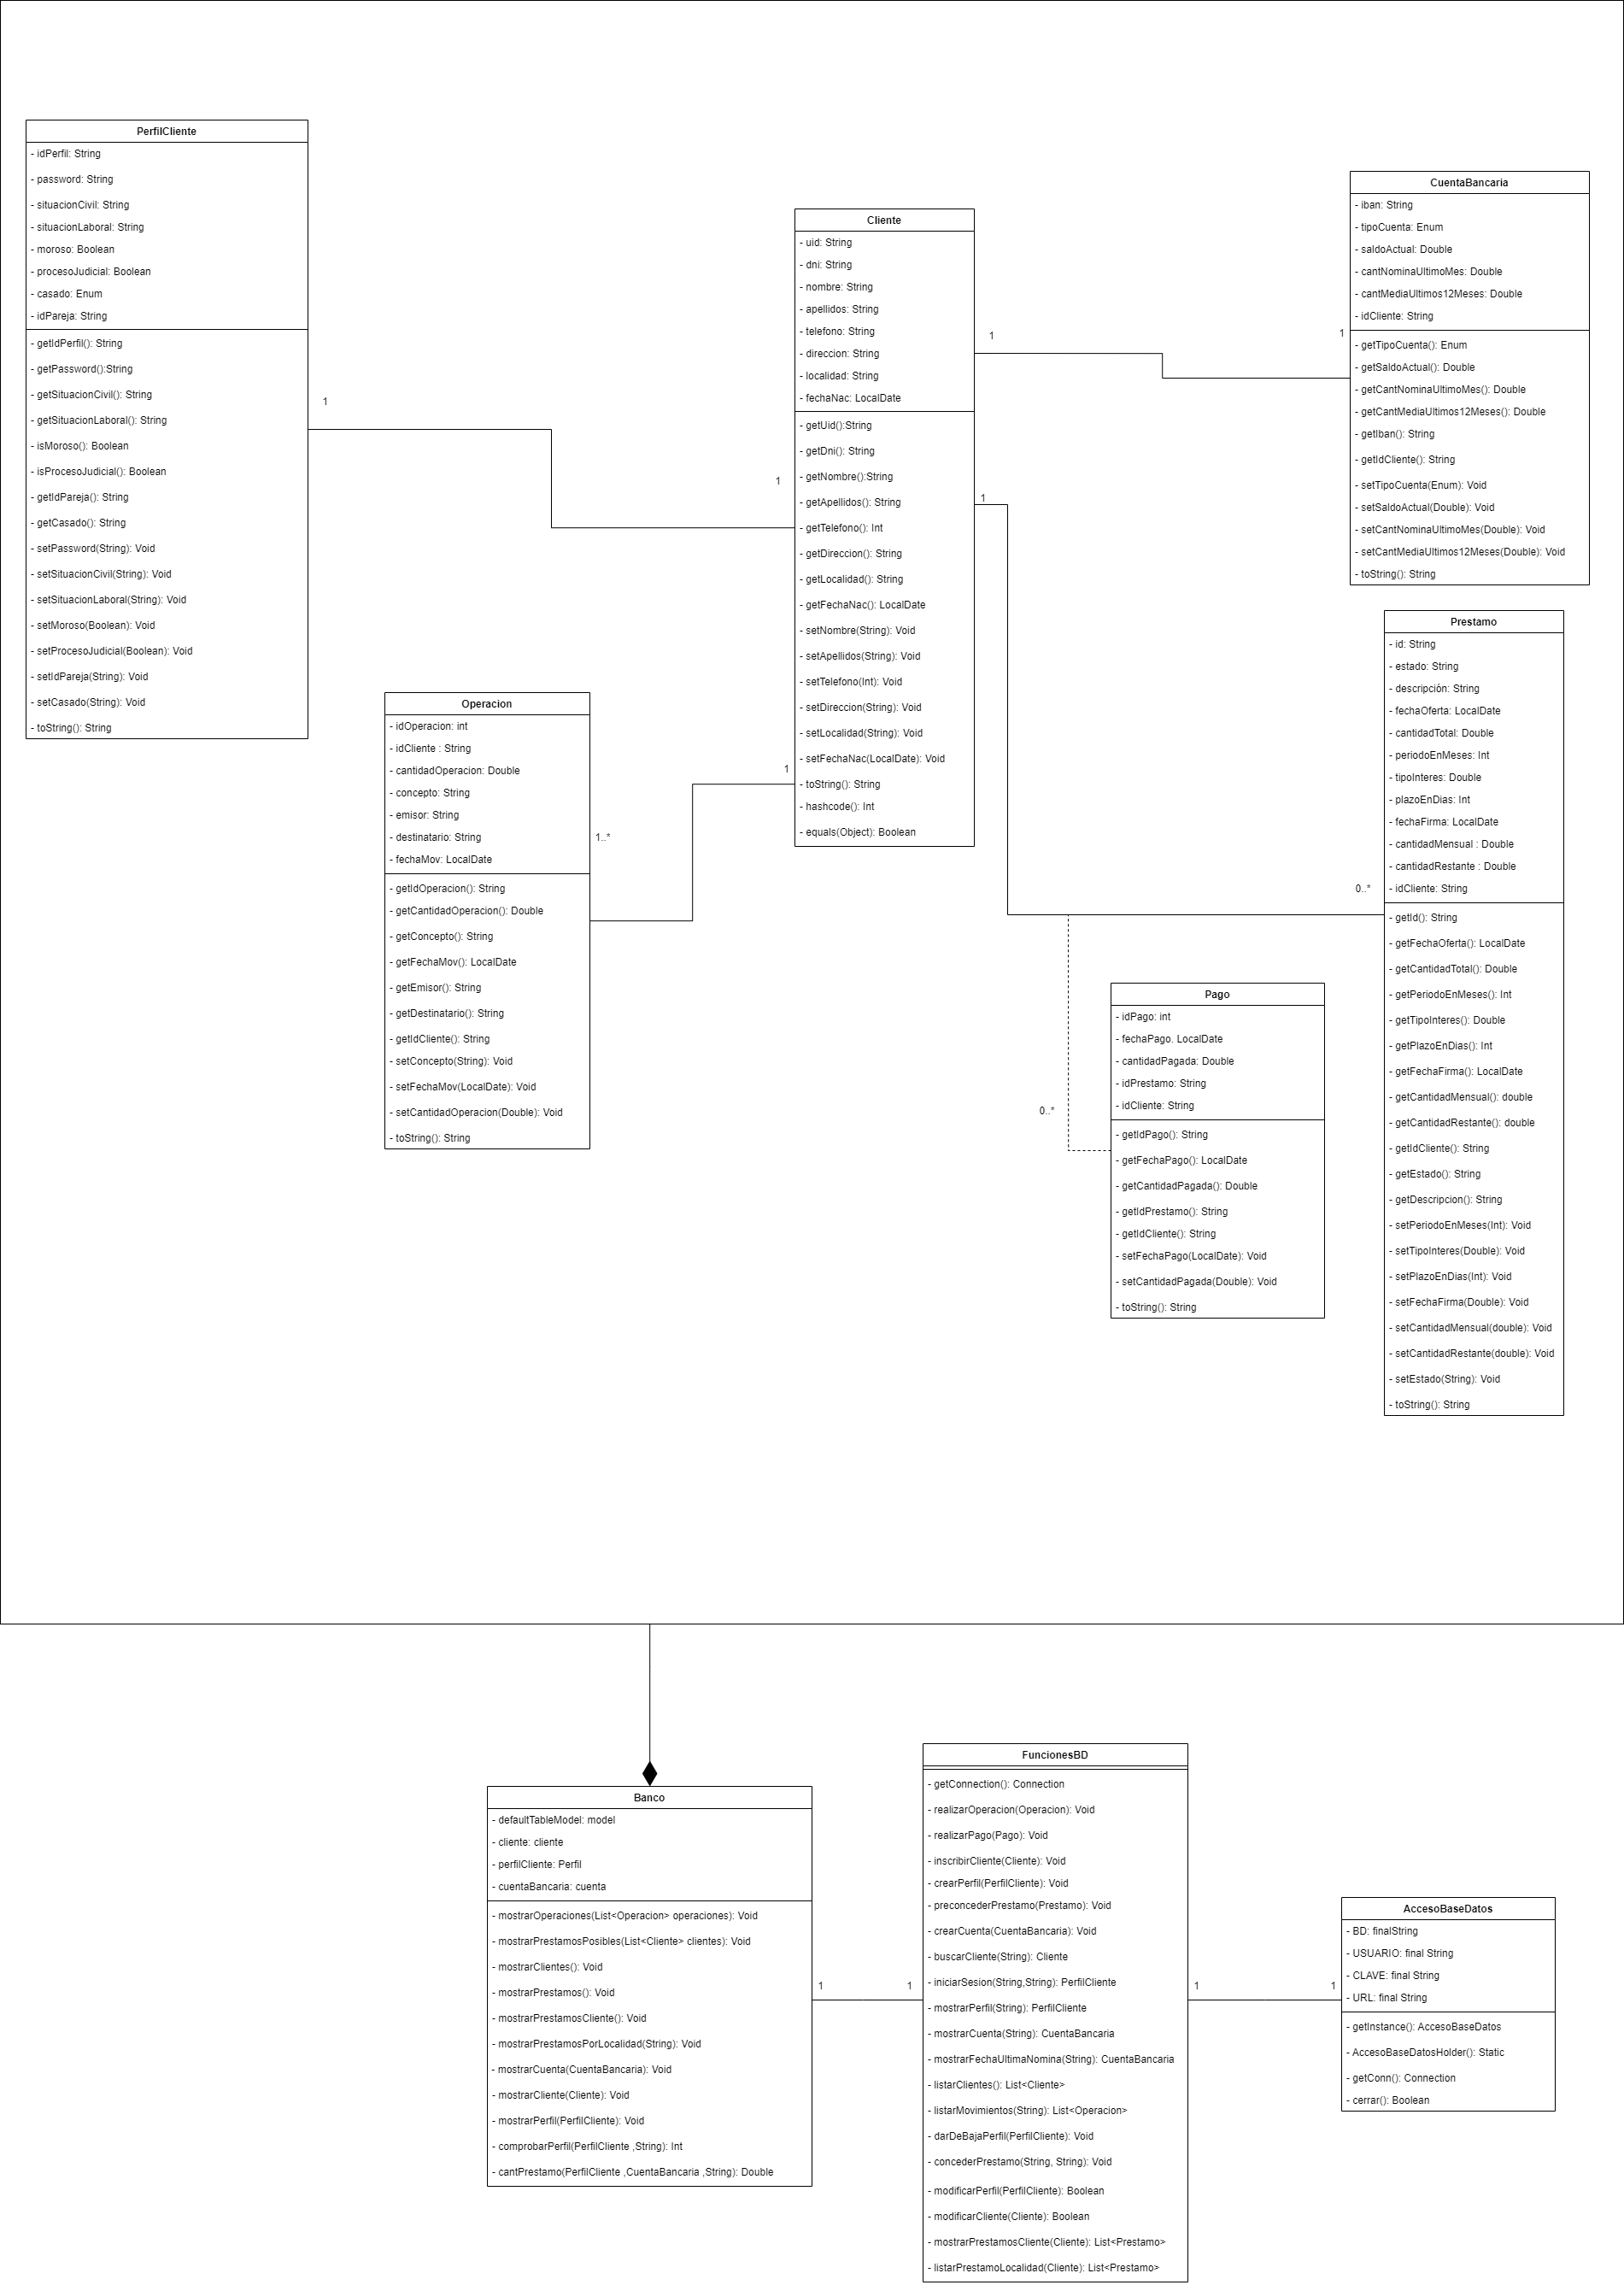 PerfilCliente
- idPerfil: String
- password: String
- situacionCivil: String
- situacionLaboral: String
- moroso: Boolean
- procesoJudicial: Boolean
- casado: Enum
- idPareja: String
- getIdPerfil(): String
- getPassword():String
- getSituacionCivil(): String
- getSituacionLaboral(): String
- isMoroso(): Boolean
- isProcesoJudicial(): Boolean
- getIdPareja(): String
- getCasado(): String
- setPassword(String): Void
- setSituacionCivil(String): Void
- setSituacionLaboral(String): Void
- setMoroso(Boolean): Void
- setProcesoJudicial(Boolean): Void
- setIdPareja(String): Void
- setCasado(String): Void
- toString(): String
1
1
Cliente
- uid: String
- dni: String
- nombre: String
- apellidos: String
- telefono: String
- direccion: String
- localidad: String
- fechaNac: LocalDate
- getUid():String
- getDni(): String
- getNombre():String
- getApellidos(): String
- getTelefono(): Int
- getDireccion(): String
- getLocalidad(): String
- getFechaNac(): LocalDate
- setNombre(String): Void
- setApellidos(String): Void
- setTelefono(Int): Void
- setDireccion(String): Void
- setLocalidad(String): Void
- setFechaNac(LocalDate): Void
- toString(): String
- hashcode(): Int
- equals(Object): Boolean
1
1
CuentaBancaria
- iban: String
- tipoCuenta: Enum
- saldoActual: Double
- cantNominaUltimoMes: Double
- cantMediaUltimos12Meses: Double
- idCliente: String
- getTipoCuenta(): Enum
- getSaldoActual(): Double
- getCantNominaUltimoMes(): Double
- getCantMediaUltimos12Meses(): Double
- getIban(): String
- getIdCliente(): String
- setTipoCuenta(Enum): Void
- setSaldoActual(Double): Void
- setCantNominaUltimoMes(Double): Void
- setCantMediaUltimos12Meses(Double): Void
- toString(): String
Operacion
- idOperacion: int
- idCliente : String
- cantidadOperacion: Double
- concepto: String
- emisor: String
- destinatario: String
- fechaMov: LocalDate
- getIdOperacion(): String
- getCantidadOperacion(): Double
- getConcepto(): String
- getFechaMov(): LocalDate
- getEmisor(): String
- getDestinatario(): String
- getIdCliente(): String
- setConcepto(String): Void
- setFechaMov(LocalDate): Void
- setCantidadOperacion(Double): Void
- toString(): String
1..*
1
1
0..*
Prestamo
- id: String
- estado: String
- descripción: String
- fechaOferta: LocalDate
- cantidadTotal: Double
- periodoEnMeses: Int
- tipoInteres: Double
- plazoEnDias: Int
- fechaFirma: LocalDate
- cantidadMensual : Double
- cantidadRestante : Double
- idCliente: String
- getId(): String
- getFechaOferta(): LocalDate
- getCantidadTotal(): Double
- getPeriodoEnMeses(): Int
- getTipoInteres(): Double
- getPlazoEnDias(): Int
- getFechaFirma(): LocalDate
- getCantidadMensual(): double
- getCantidadRestante(): double
- getIdCliente(): String
- getEstado(): String
- getDescripcion(): String
- setPeriodoEnMeses(Int): Void
- setTipoInteres(Double): Void
- setPlazoEnDias(Int): Void
- setFechaFirma(Double): Void
- setCantidadMensual(double): Void
- setCantidadRestante(double): Void
- setEstado(String): Void
- toString(): String
0..*
Pago
- idPago: int
- fechaPago. LocalDate
- cantidadPagada: Double
- idPrestamo: String
- idCliente: String
- getIdPago(): String
- getFechaPago(): LocalDate
- getCantidadPagada(): Double
- getIdPrestamo(): String
- getIdCliente(): String
- setFechaPago(LocalDate): Void
- setCantidadPagada(Double): Void
- toString(): String
Banco
- defaultTableModel: model
- cliente: cliente
- perfilCliente: Perfil
- cuentaBancaria: cuenta
- mostrarOperaciones(List<Operacion> operaciones): Void
- mostrarPrestamosPosibles(List<Cliente> clientes): Void
- mostrarClientes(): Void
- mostrarPrestamos(): Void
- mostrarPrestamosCliente(): Void
- mostrarPrestamosPorLocalidad(String): Void
- mostrarCuenta(CuentaBancaria): Void
- mostrarCliente(Cliente): Void
- mostrarPerfil(PerfilCliente): Void
- comprobarPerfil(PerfilCliente ,String): Int
- cantPrestamo(PerfilCliente ,CuentaBancaria ,String): Double
1
1
FuncionesBD
- getConnection(): Connection
- realizarOperacion(Operacion): Void
- realizarPago(Pago): Void
- inscribirCliente(Cliente): Void
- crearPerfil(PerfilCliente): Void
- preconcederPrestamo(Prestamo): Void
- crearCuenta(CuentaBancaria): Void
- buscarCliente(String): Cliente
- iniciarSesion(String,String): PerfilCliente
- mostrarPerfil(String): PerfilCliente
- mostrarCuenta(String): CuentaBancaria
- mostrarFechaUltimaNomina(String): CuentaBancaria
- listarClientes(): List<Cliente>
- listarMovimientos(String): List<Operacion>
- darDeBajaPerfil(PerfilCliente): Void
- concederPrestamo(String, String): Void
- modificarPerfil(PerfilCliente): Boolean
- modificarCliente(Cliente): Boolean
- mostrarPrestamosCliente(Cliente): List<Prestamo>
- listarPrestamoLocalidad(Cliente): List<Prestamo>
1
1
AccesoBaseDatos
- BD: finalString
- USUARIO: final String
- CLAVE: final String
- URL: final String
- getInstance(): AccesoBaseDatos
- AccesoBaseDatosHolder(): Static
- getConn(): Connection
- cerrar(): Boolean